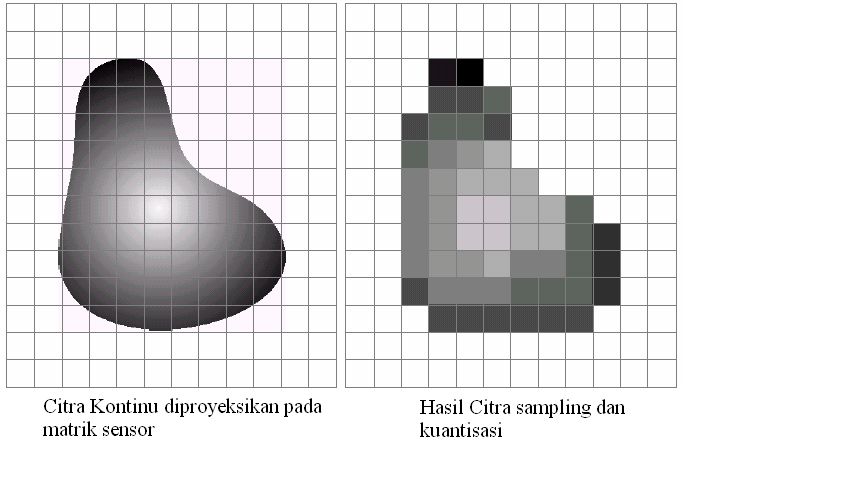 Citra Kontinu diproyeksikan pada
matrik sensor
Hasil Citra sampling dan
kuantisasi